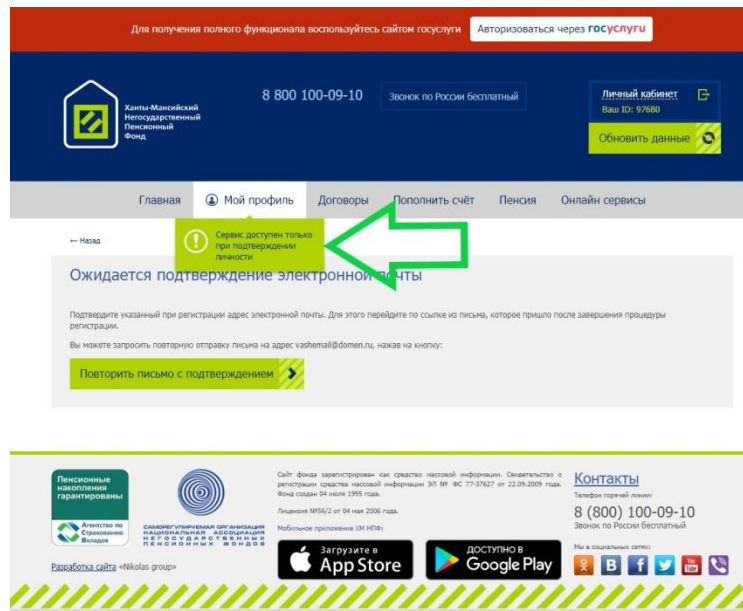 Для получения полного функционала воспользуйтесь сайтом госуслуги
Авторизоваться через госуслуги
Ханты-Мансийский
Негосударственный
Пенсионный
Фонд
8 800 100-09-10
Звонок по России бесплатный
Личный кабинет
Ваш ID: 97680
Обновить данные
Главная
Мой профиль
Договоры
Пополнить счёт
Пенсия
Онлайн сервисы
← Назад
Сервис доступен только
при подтверждении
личности
Ожидается подтверждение электронной почты
Подтвердите указанный при регистрации адрес электронной почты. Для этого перейдите по ссылке из письма, которое пришло после завершения процедуры
регистрации.
Вы можете запросить повторную отправку письма на адрес vashemail@domen.ru, нажав на кнопку:
Повторить письмо с подтверждением
Пенсионные
накопления
гарантированы
Агентство по
Страхованию
Вкладов
САМОРЕГУЛИРУЕМАЯ ОРГАНИЗАЦИЯ
НАЦИОНАЛЬНАЯ АССОЦИАЦИЯ
НЕГОСУДАРСТВЕННЫХ
ПЕНСИОННЫХ ФОНДОВ
Разработка сайта «Nikolas group»
Сайт фонда зарегистрирован как средство массовой информации. Свидетельство о
регистрации средства массовой информации ЭЛ № ФС 77-37627 от 22.09.2009 года.
Фонд создан 04 июля 1995 года.
Лицензия №56/2 от 04 мая 2006 года.
Мобильное приложение ХМ НПФ:
Загрузите в
App Store
ДОСТУПНО В
Google Play
Контакты
Телефон горячей линии:
8 (800) 100-09-10
Звонок по России бесплатный
Мы в социальных сетях:
You
Tube